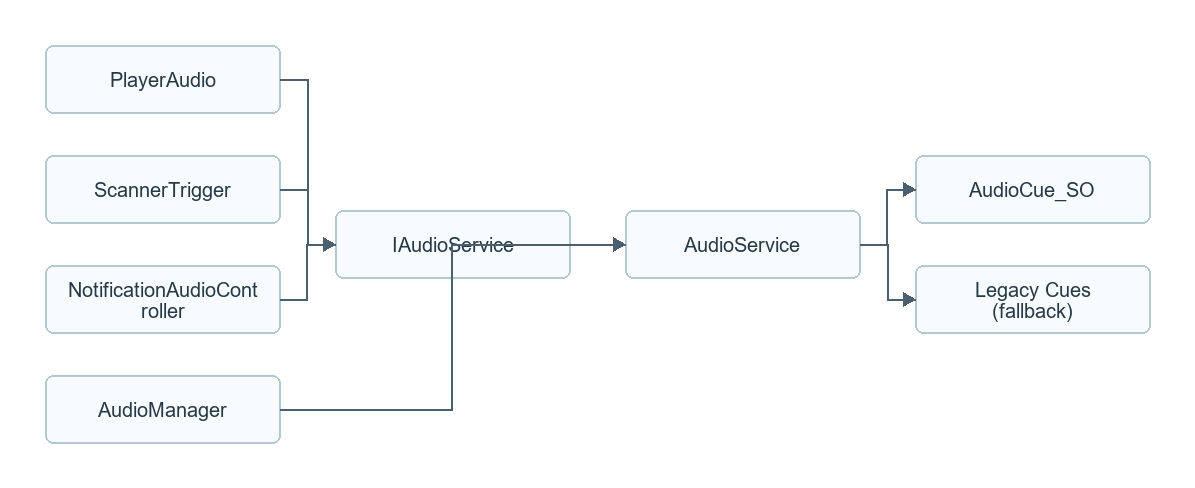 PlayerAudio
ScannerTrigger
NotificationAudioCont
roller
AudioManager
IAudioService
AudioService
AudioCue_SO
Legacy Cues
(fallback)